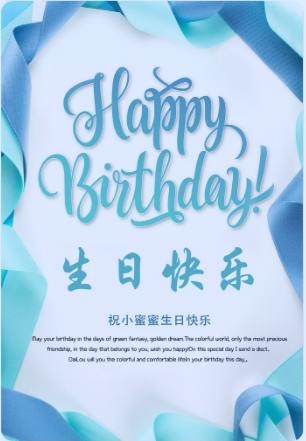 Happy
Birthday!
生日快乐
祝小蜜蜜生日快乐
May your birthday in the days of green fantasy, golden dream.The colorful world, only the most precious
friendship, in the day that belongs to you, wish you happy!On this special day I send a disct.
DaiLou will you the colorful and comfortable lifeIn your birthday this day,,